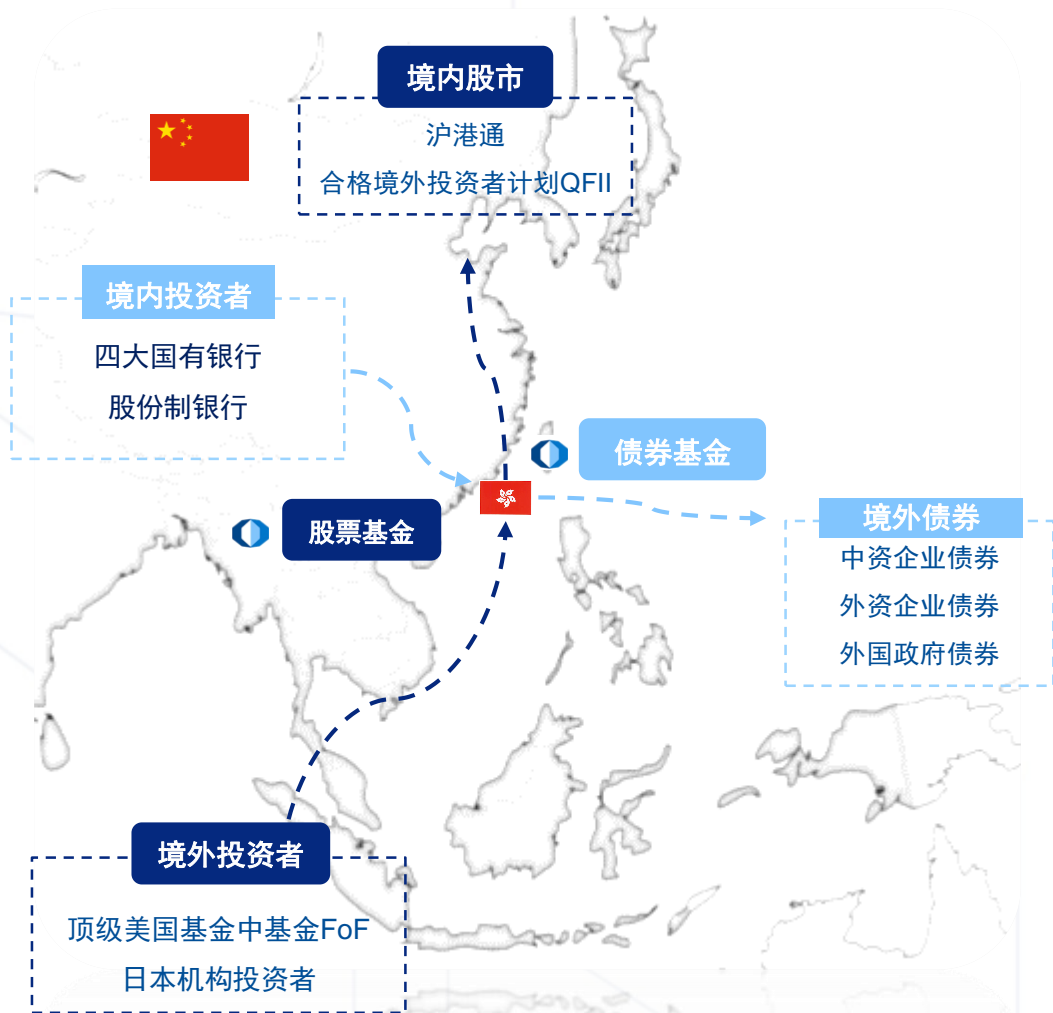 境内股市
沪港通
合格境外投资者计划QFII
境内投资者
四大国有银行
股份制银行
债券基金
股票基金
境外债券
中资企业债券
外资企业债券
外国政府债券
境外投资者
顶级美国基金中基金FoF
日本机构投资者